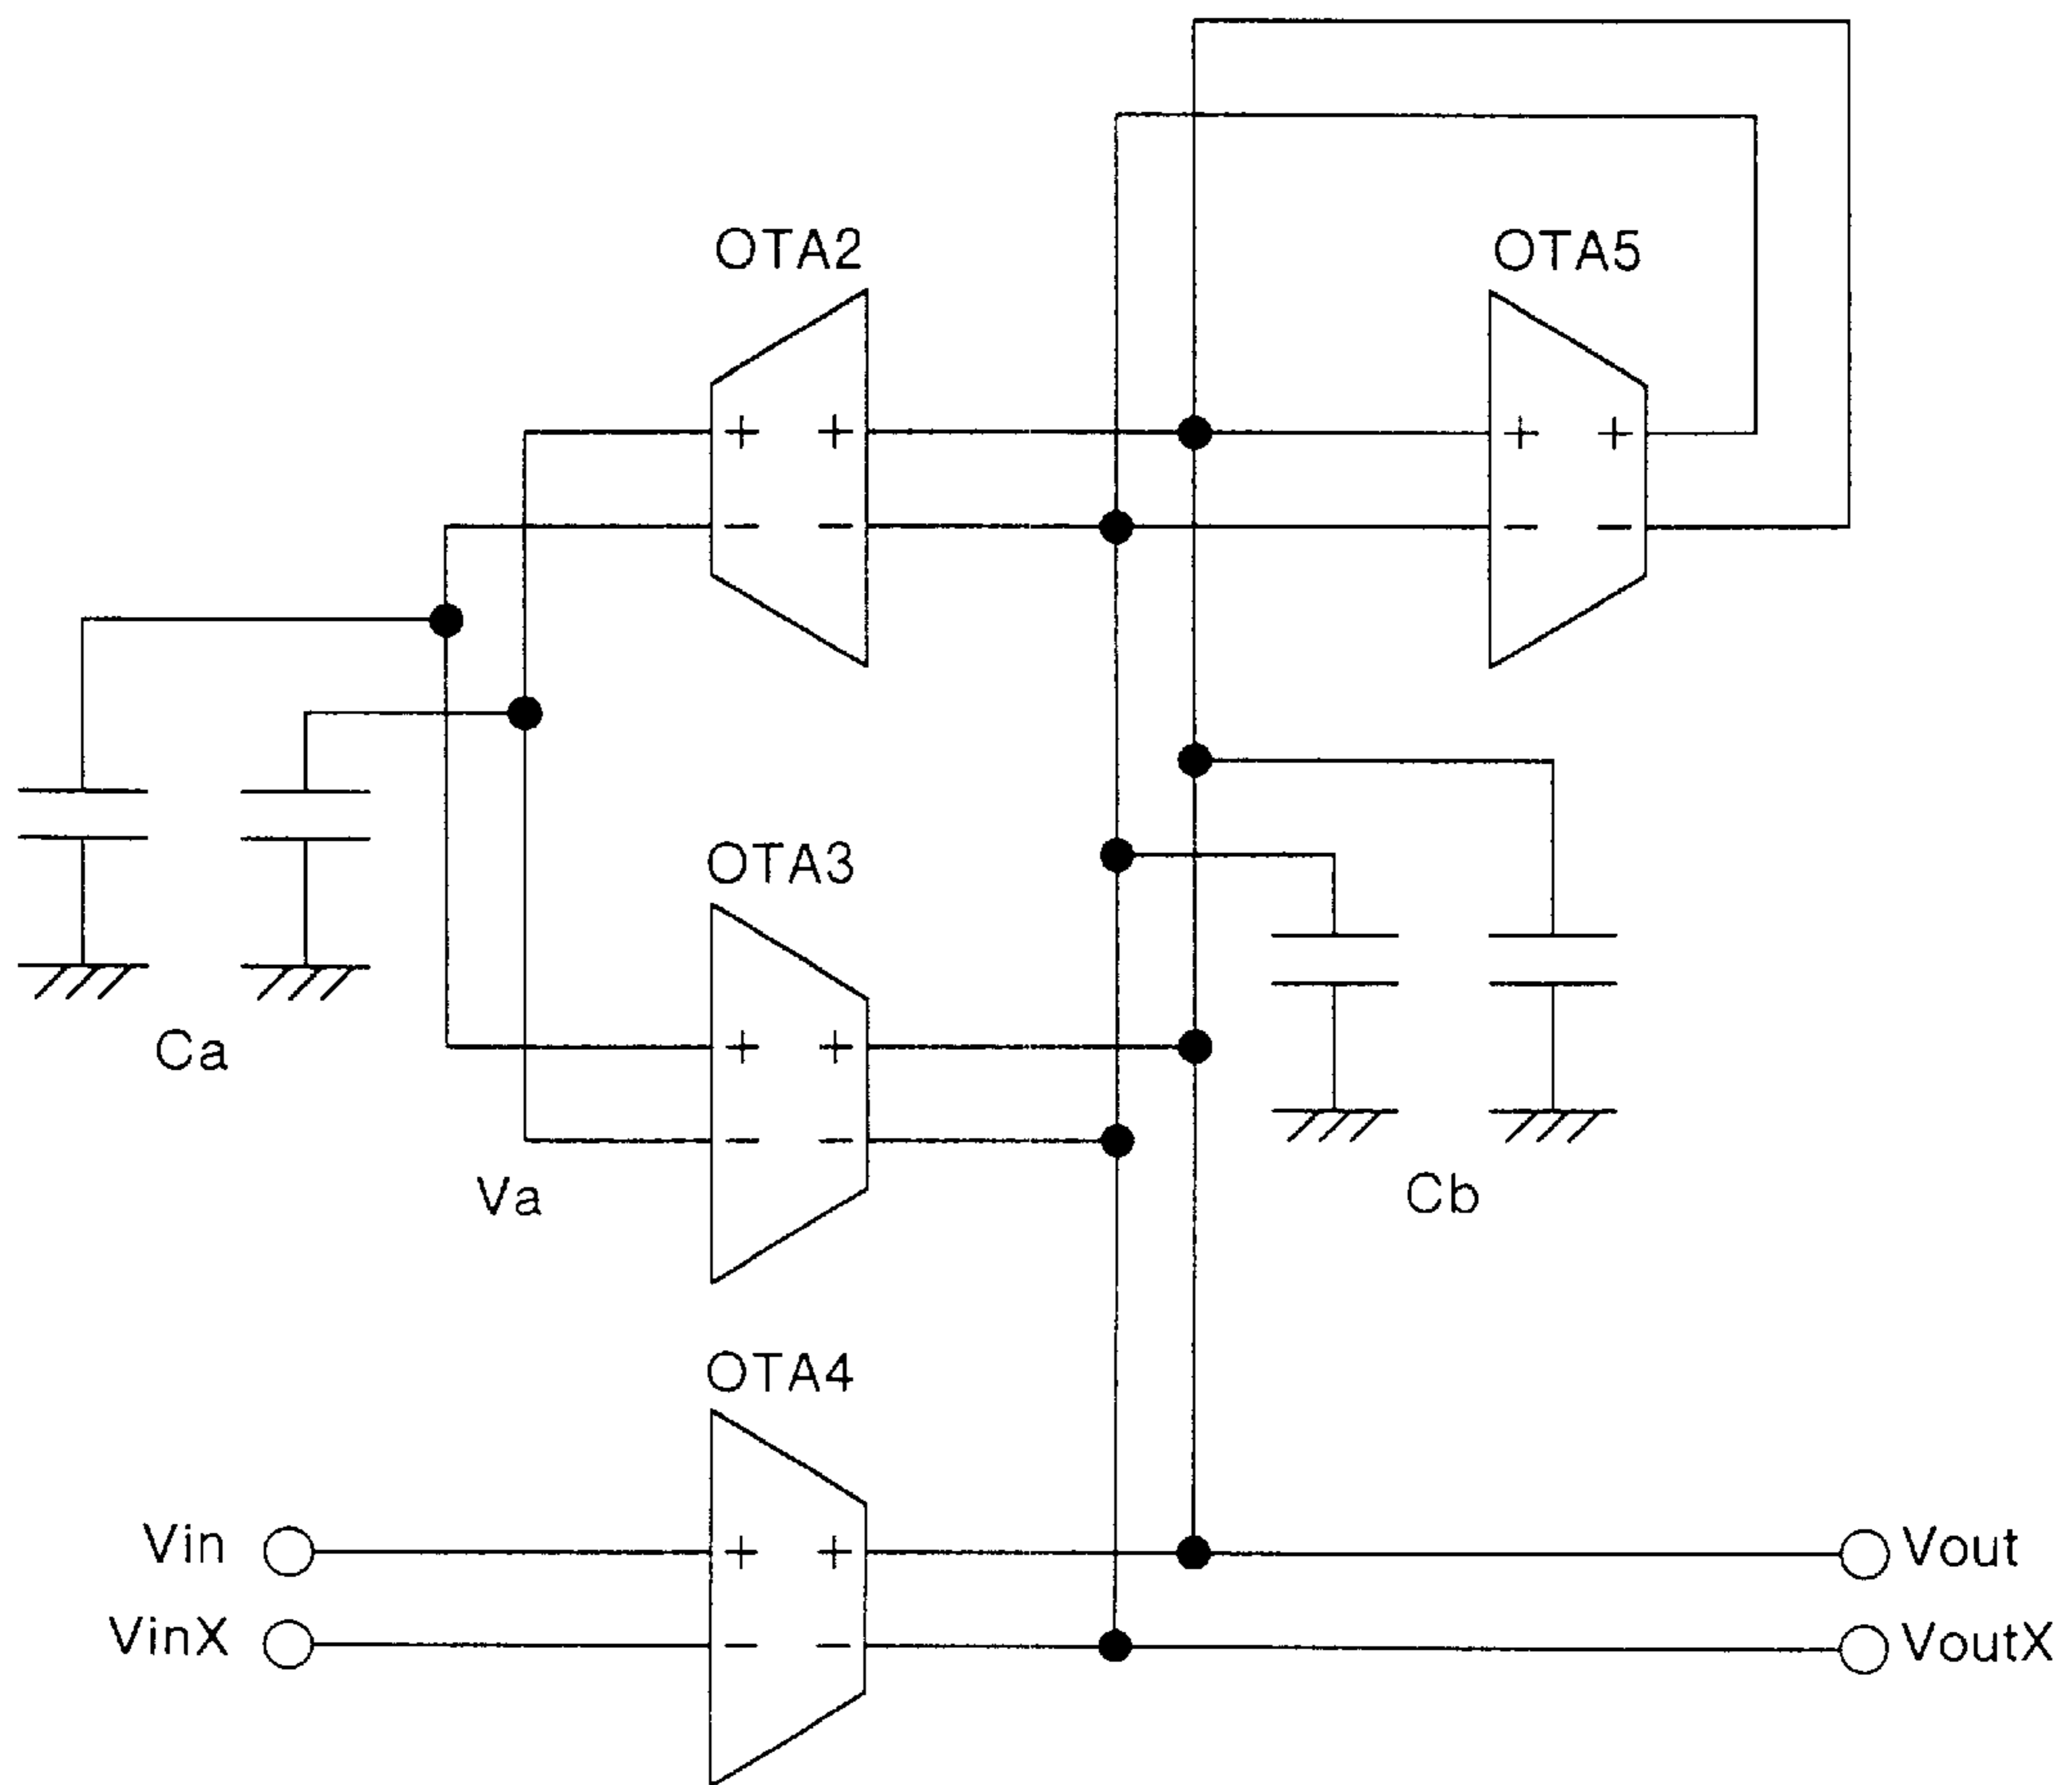 OTA2
OTA5
+ +
+ +
− −
− −
OTA3
+ +
Ca
− −
Va
Cb
OTA4
Vin
+ +
Vout
VinX
− −
VoutX